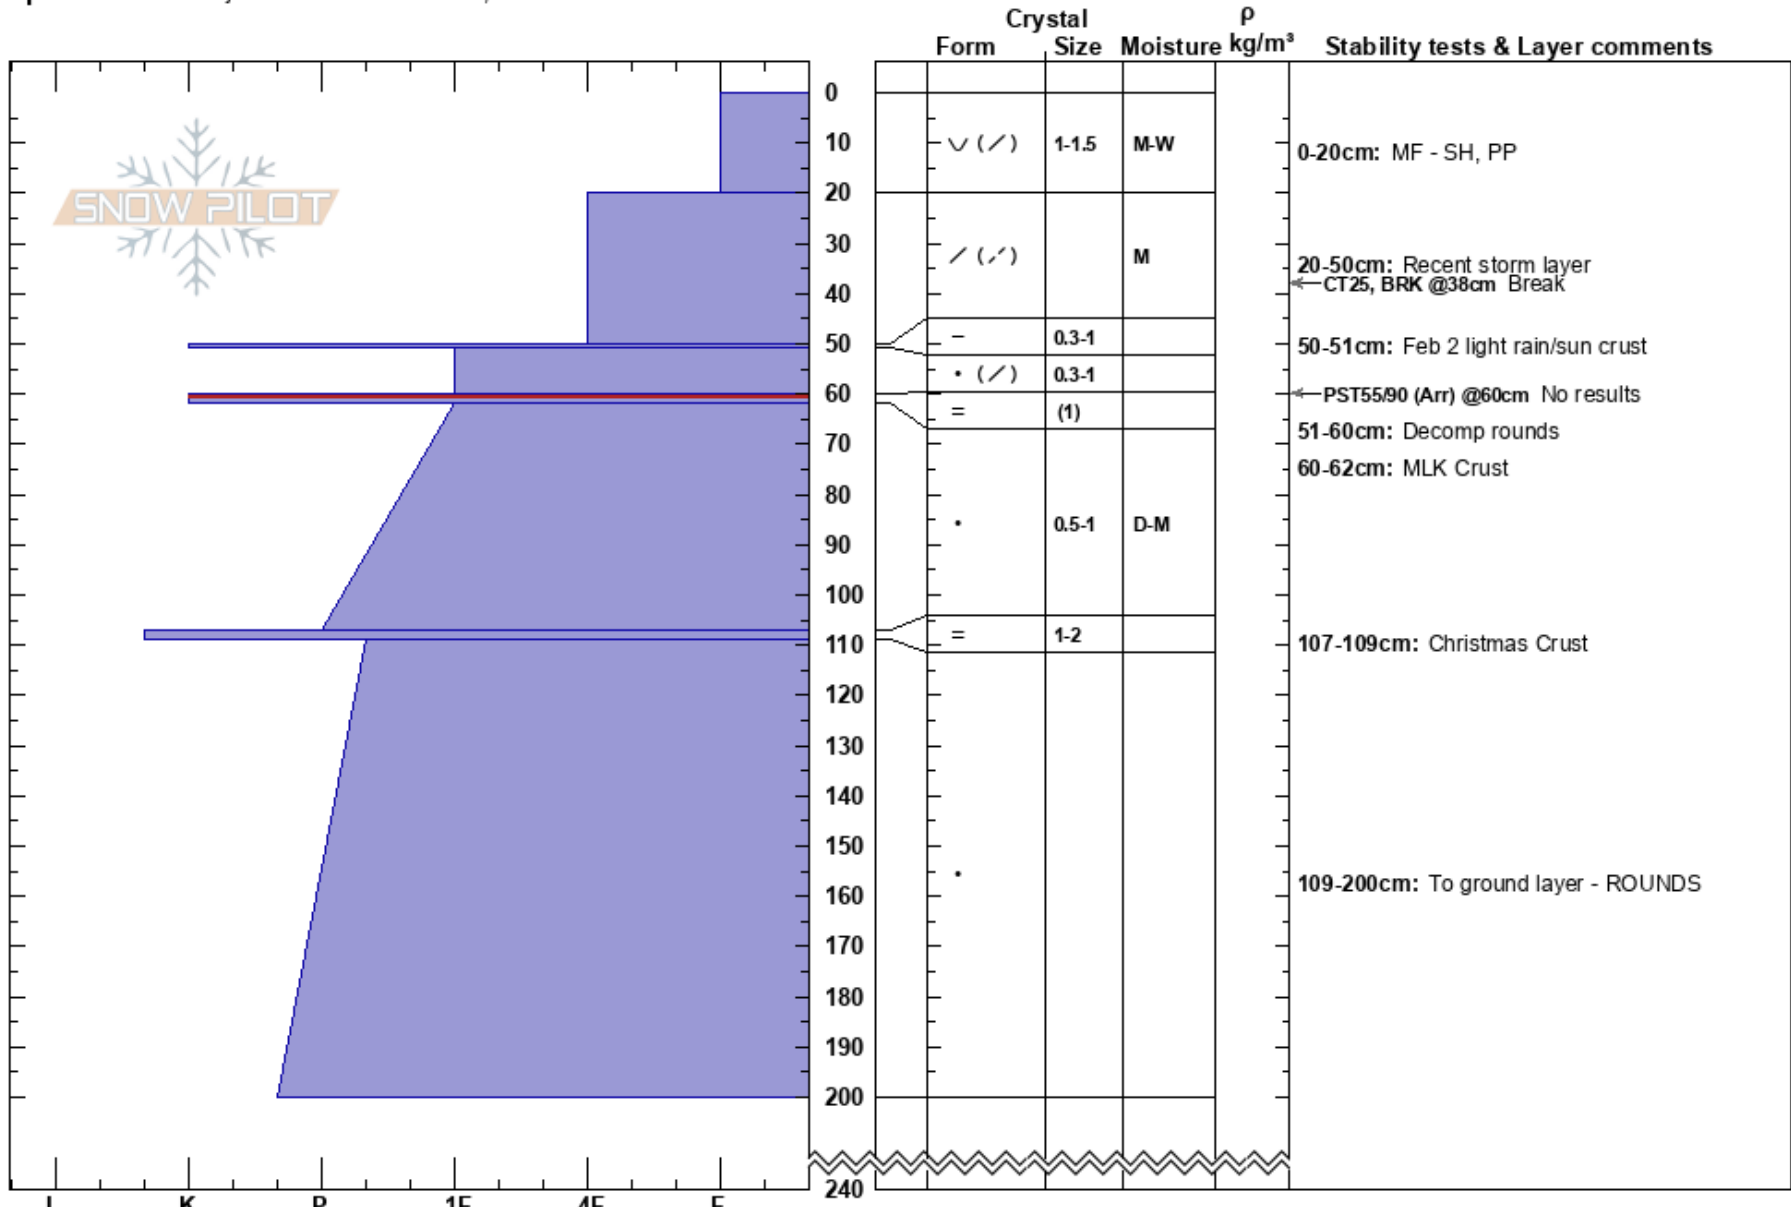 Crystal
ρ
Form Size Moisture kg/m³ Stability tests & Layer comments
SNOW PILOT
0
10
20
30
40
50
60
70
80
90
100
110
120
130
140
150
160
170
180
190
200
240
1-1.5 M-W
M
0.3-1
0.3-1
(1)
0.5-1 D-M
1-2
0-20cm: MF - SH, PP
20-50cm: Recent storm layer
CT25, BRK @38cm Break
50-51cm: Feb 2 light rain/sun crust
PST55/90 (Arr) @60cm No results
51-60cm: Decomp rounds
60-62cm: MLK Crust
107-109cm: Christmas Crust
109-200cm: To ground layer - ROUNDS
K P 1F 4F F